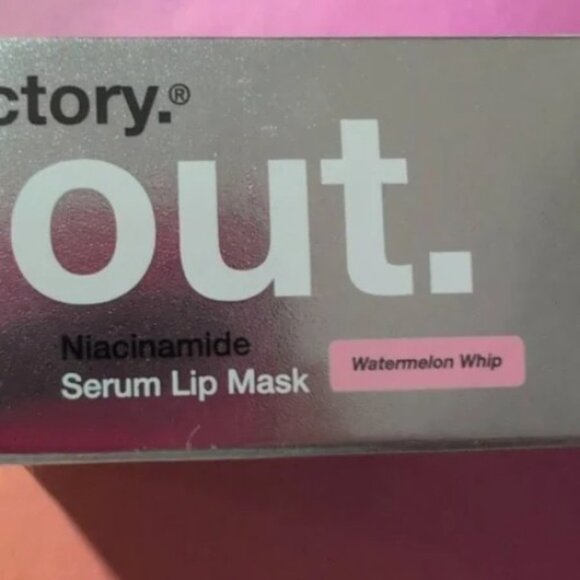 ctory.®
out.
Niacinamide
Serum Lip Mask
Watermelon Whip